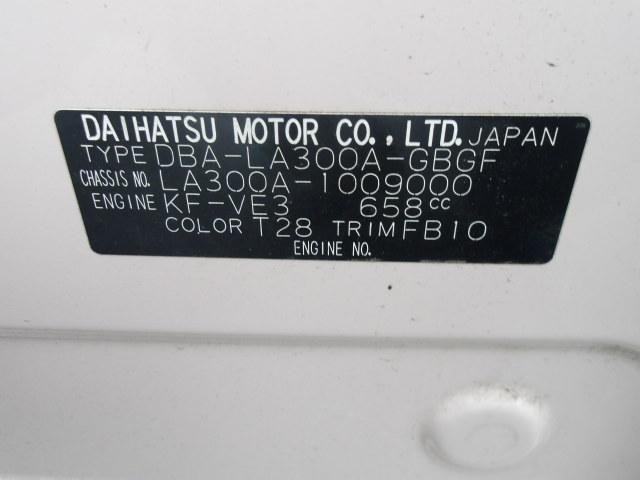 DAIHATSU MOTOR CO., LTD. JAPAN
TYPE DBA-LA300A-GBGF
CHASSIS NO. LA300A-1009000
ENGINE KF-VE3 658CC
COLOR T28 TRIM FB10
ENGINE NO.